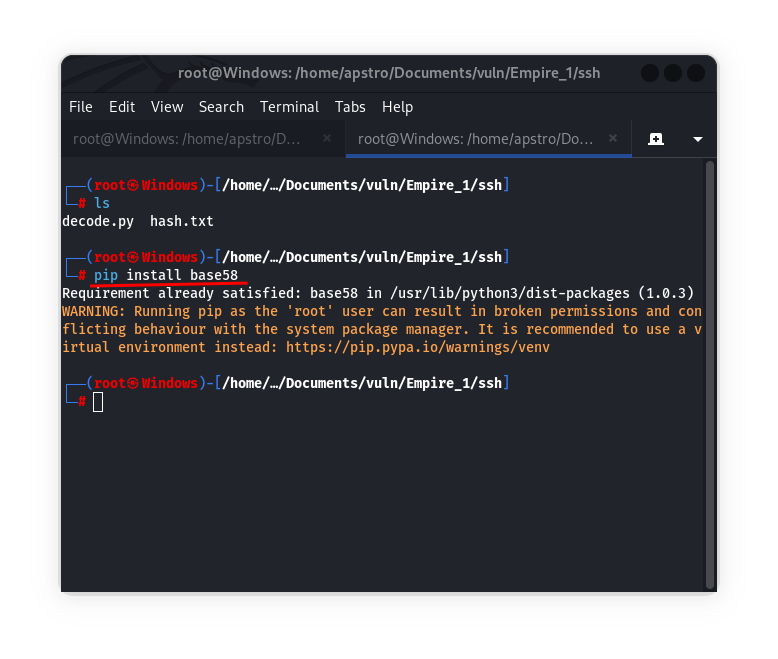 root@Windows: /home/apstro/Documents/vuln/Empire_1/ssh
File Edit View Search Terminal Tabs Help
root@Windows: /home/apstro/D... × root@Windows: /home/apstro/Do... ×
┌──(root㉿Windows)-[/home/…/Documents/vuln/Empire_1/ssh]
└─# ls
decode.py  hash.txt
┌──(root㉿Windows)-[/home/…/Documents/vuln/Empire_1/ssh]
└─# pip install base58
Requirement already satisfied: base58 in /usr/lib/python3/dist-packages (1.0.3)
WARNING: Running pip as the 'root' user can result in broken permissions and con
flicting behaviour with the system package manager. It is recommended to use a v
irtual environment instead: https://pip.pypa.io/warnings/venv
┌──(root㉿Windows)-[/home/…/Documents/vuln/Empire_1/ssh]
└─#